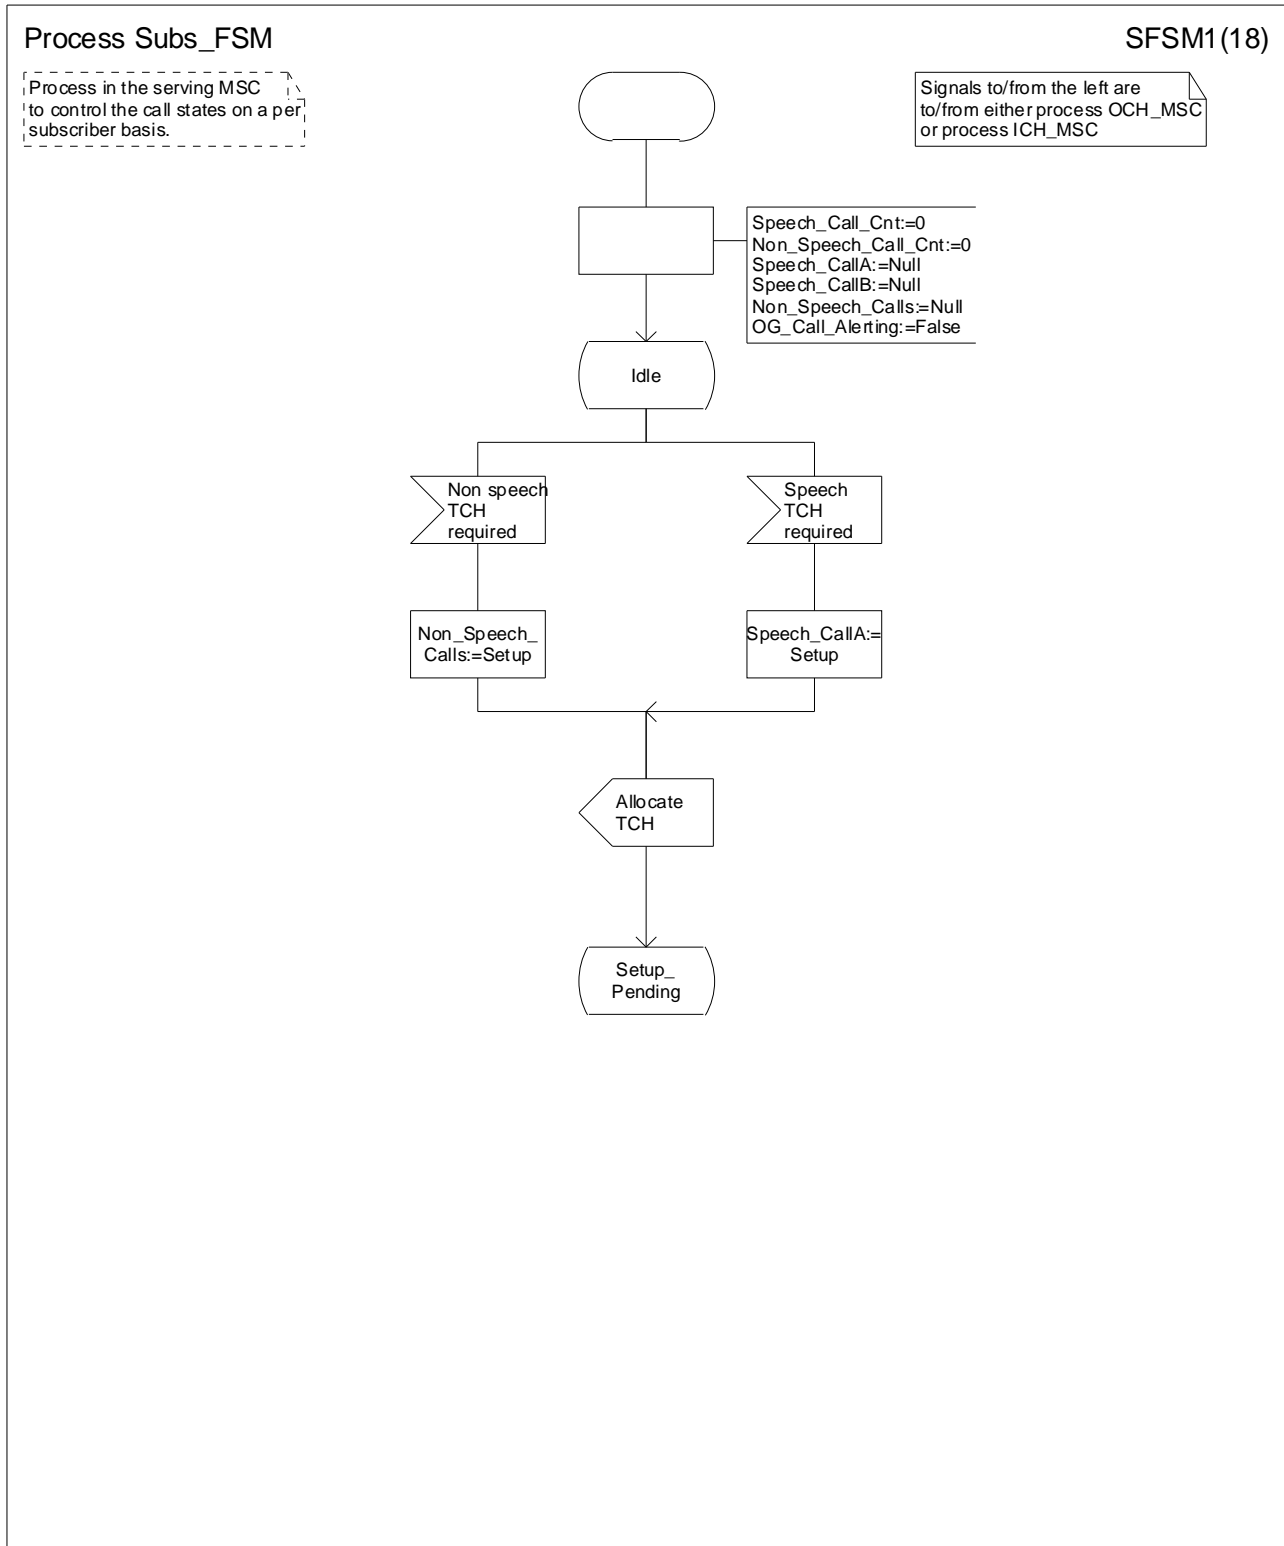 Process Subs_FSM
SFSM1(18)
Process in the serving MSC
to control the call states on a per
subscriber basis.
Signals to/from the left are
to/from either process OCH_MSC
or process ICH_MSC
Speech_Call_Cnt:=0
Non_Speech_Call_Cnt:=0
Speech_CallA:=Null
Speech_CallB:=Null
Non_Speech_Calls:=Null
OG_Call_Alerting:=False
Idle
Non speech
TCH
required
Speech
TCH
required
Non_Speech_
Calls:=Setup
Speech_CallA:=
Setup
Allocate
TCH
Setup_
Pending